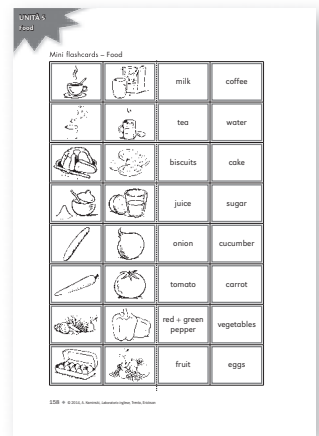 UNITÀ 5
Food
Mini flashcards – Food
milk
coffee
tea
water
biscuits
cake
juice
sugar
onion
cucumber
tomato
carrot
red + green
pepper
vegetables
fruit
eggs
158